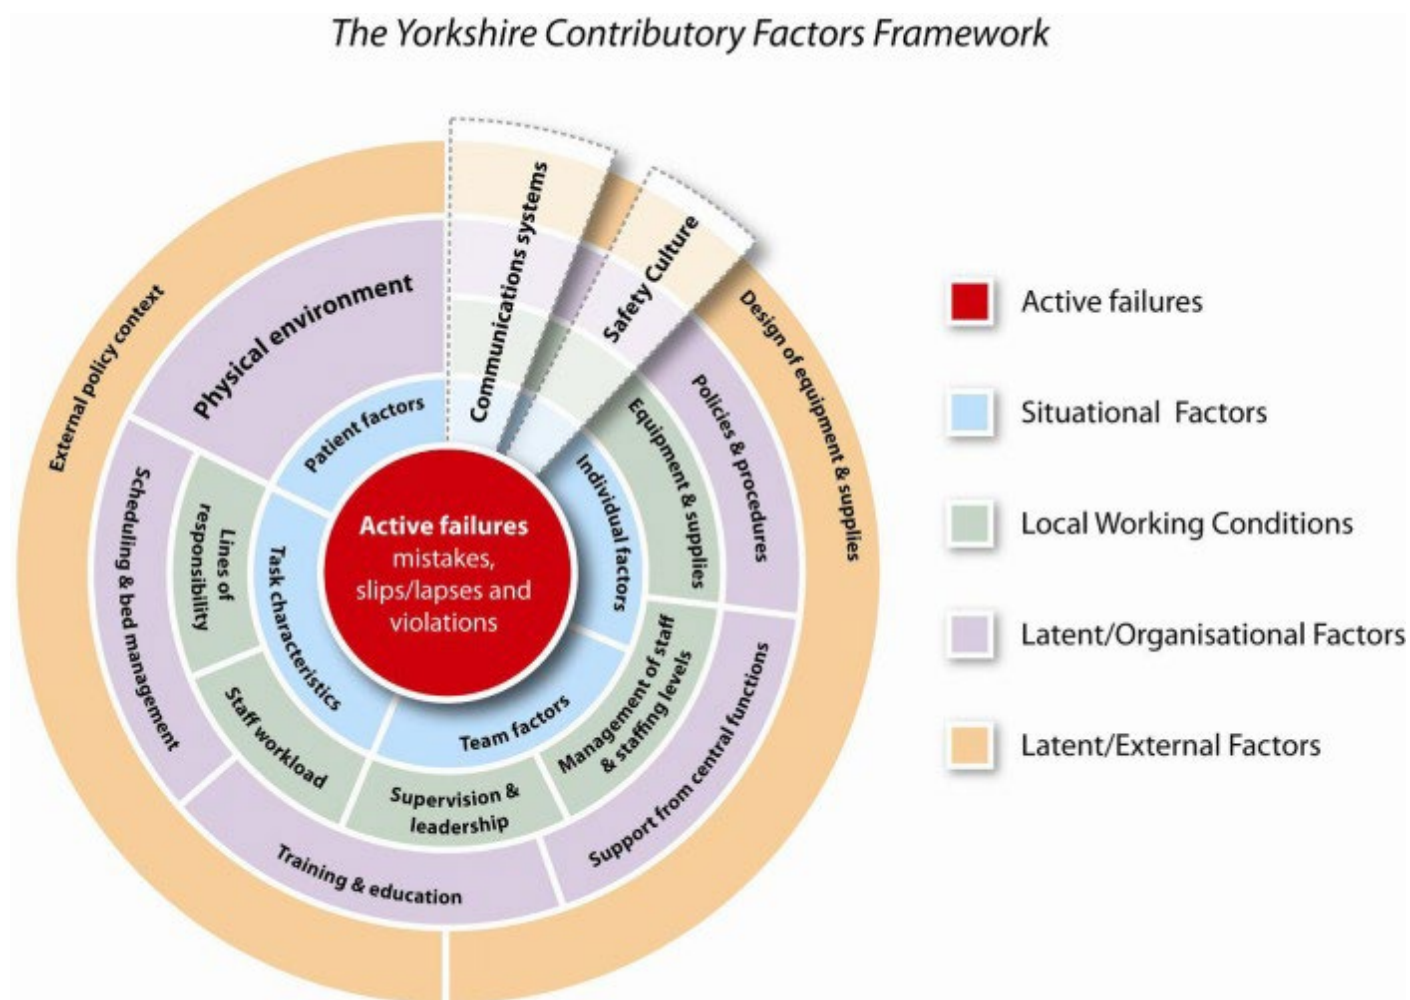 The Yorkshire Contributory Factors Framework
External policy context
Physical environment
Patient factors
Communications systems
Safety Culture
Design of equipment & supplies
Policies & procedures
Equipment & supplies
Individual factors
Active failures
mistakes,
slips/lapses and
violations
Scheduling & bed management
Lines of
responsibility
Task characteristics
Staff workload
Team factors
Management of staff
& staffing levels
Supervision &
leadership
Support from central functions
Training & education
Active failures
Situational Factors
Local Working Conditions
Latent/Organisational Factors
Latent/External Factors